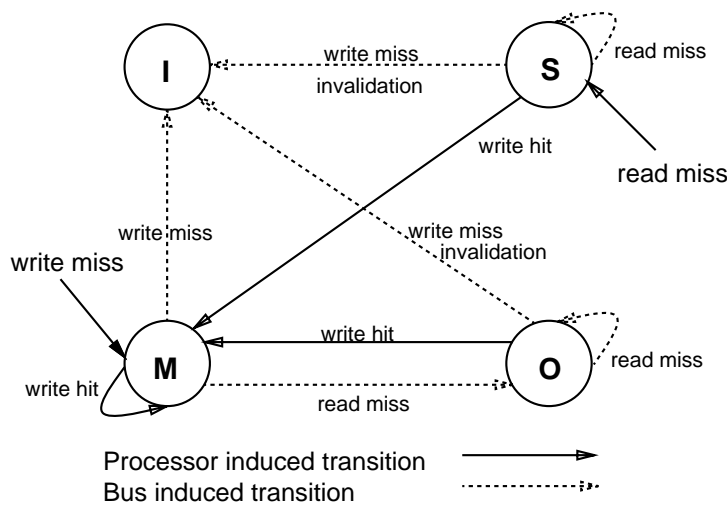 I
write miss
invalidation
S
read miss
write hit
read miss
write miss
write miss
invalidation
write miss
write hit
M
write hit
read miss
O
read miss
Processor induced transition
Bus induced transition